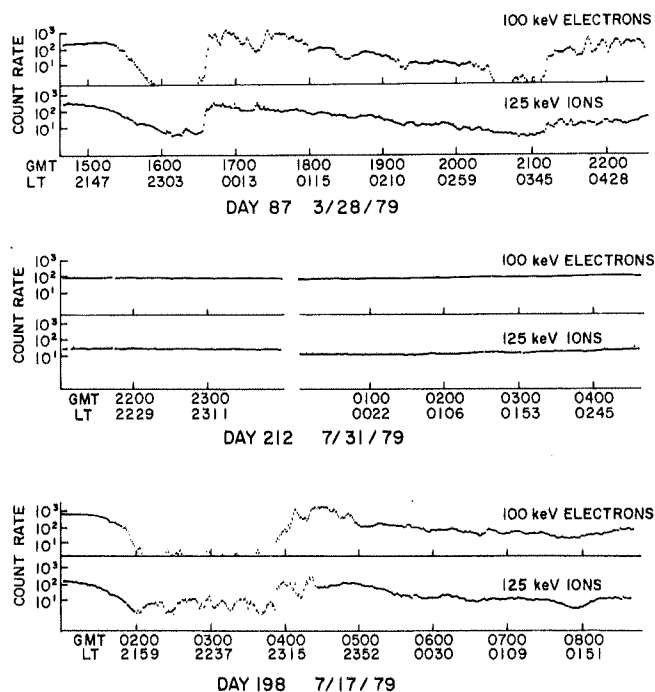 100 keV ELECTRONS
COUNT RATE
10³
10²
10¹
125 keV IONS
10³
10²
10¹
GMT 1500 1600 1700 1800 1900 2000 2100 2200
LT 2147 2303 0013 0115 0210 0259 0345 0428
DAY 87 3/28/79
100 keV ELECTRONS
COUNT RATE
10³
10²
10¹
125 keV IONS
10³
10²
10¹
GMT 2200 2300 0100 0200 0300 0400
LT 2229 2311 0022 0106 0153 0245
DAY 212 7/31/79
100 keV ELECTRONS
COUNT RATE
10³
10²
10¹
125 keV IONS
10³
10²
10¹
GMT 0200 0300 0400 0500 0600 0700 0800
LT 2159 2237 2315 2352 0030 0109 0151
DAY 198 7/17/79